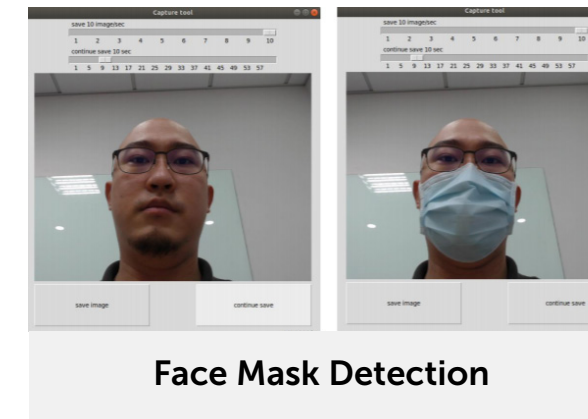 Capture tool
save 10 image/sec
1 2 3 4 5 6 7 8 9 10
continue save 10 sec
1 5 9 13 17 21 25 29 33 37 41 45 49 53 57
save image
continue save
Capture tool
save 10 image/sec
1 2 3 4 5 6 7 8 9 10
continue save 10 sec
1 5 9 13 17 21 25 29 33 37 41 45 49 53 57
save image
continue save
Face Mask Detection